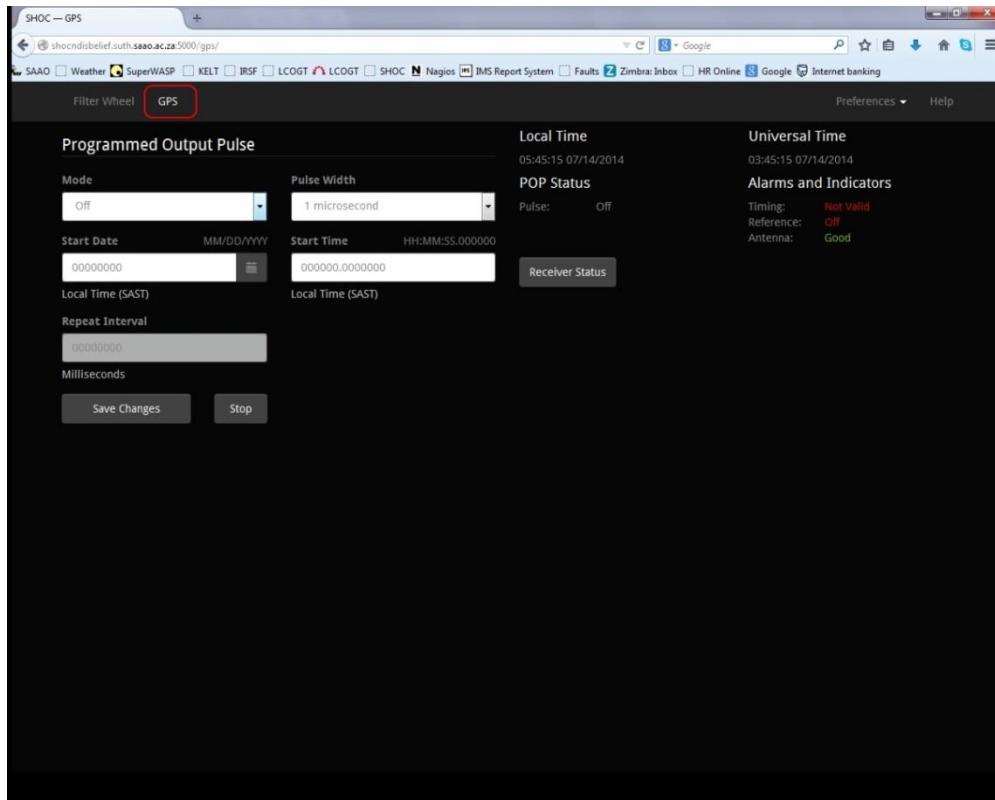 SHOC — GPS
shocndisbelief.suth.saao.ac.za:5000/gps/
Google
SAAO Weather SuperWASP KELT IRSF LCOGT LCOGT SHOC Nagios IMS Report System Faults Zimbra: Inbox HR Online Google Internet banking
Filter Wheel GPS Preferences Help
Programmed Output Pulse
Mode Pulse Width
Off 1 microsecond
Start Date MM/DD/YYYY Start Time HH:MM:SS.000000
00000000 000000.0000000
Local Time (SAST) Local Time (SAST)
Repeat Interval
00000000
Milliseconds
Save Changes Stop
Local Time
05:45:15 07/14/2014
POP Status
Pulse: Off
Receiver Status
Universal Time
03:45:15 07/14/2014
Alarms and Indicators
Timing: Not Valid
Reference: Off
Antenna: Good